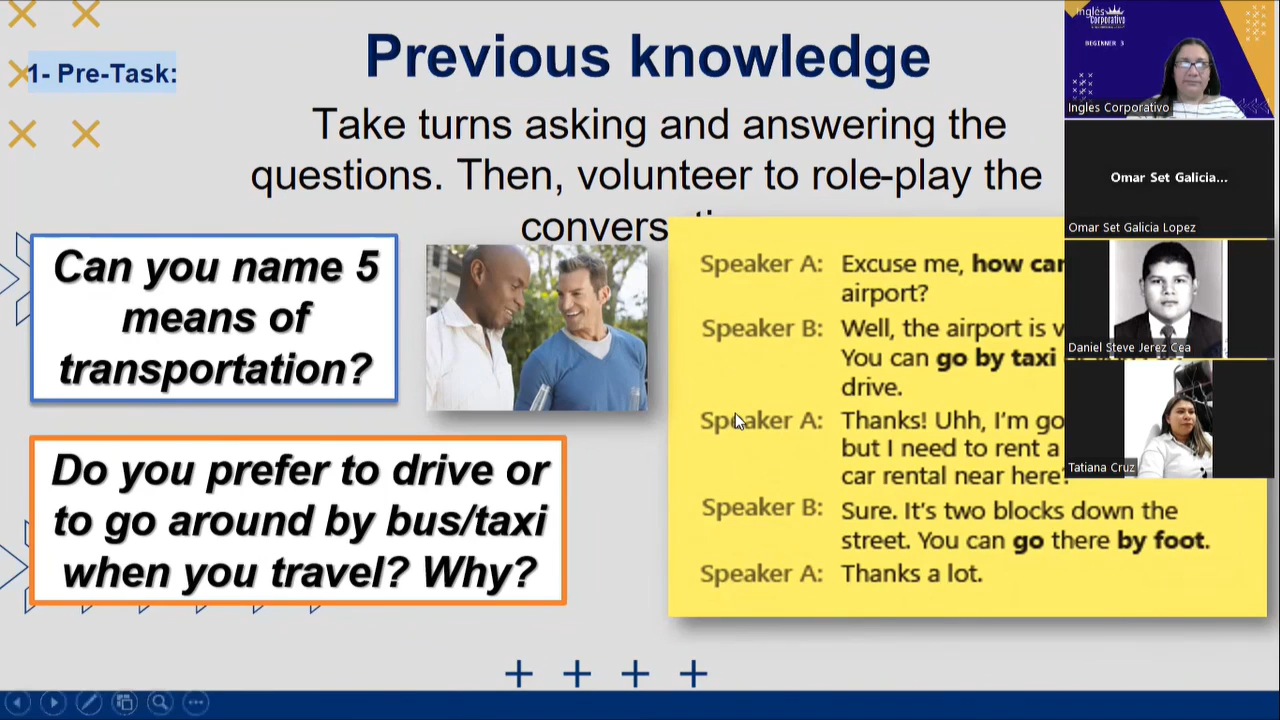 Previous knowledge
1- Pre-Task:
Take turns asking and answering the
questions. Then, volunteer to role-play the
Can you name 5
means of
transportation?
Do you prefer to drive or
to go around by bus/taxi
when you travel? Why?
Speaker A: Excuse me, how can
airport?
Speaker B: Well, the airport is
You can go by taxi
drive.
Speaker A: Thanks! Uhh, I'm
but I need to rent a
car rental near here?
Speaker B: Sure. It's two blocks down the
street. You can go there by foot.
Speaker A: Thanks a lot.
Inglés
Corporativo
BEGINNER 3
Ingles Corporativo
Omar Set Galicia...
Omar Set Galicia Lopez
Daniel Steve Jerez Cea
Tatiana Cruz